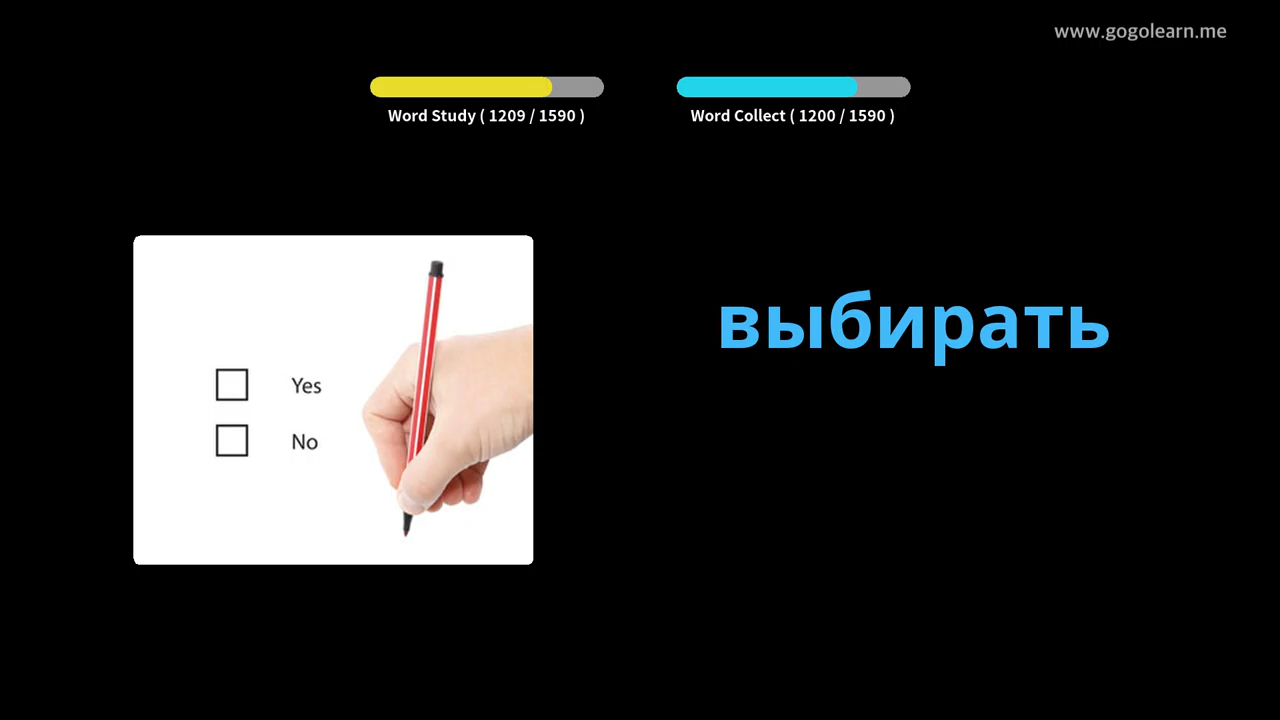 www.gogolearn.me
Word Study ( 1209 / 1590 )
Word Collect ( 1200 / 1590 )
выбирать
Yes
No